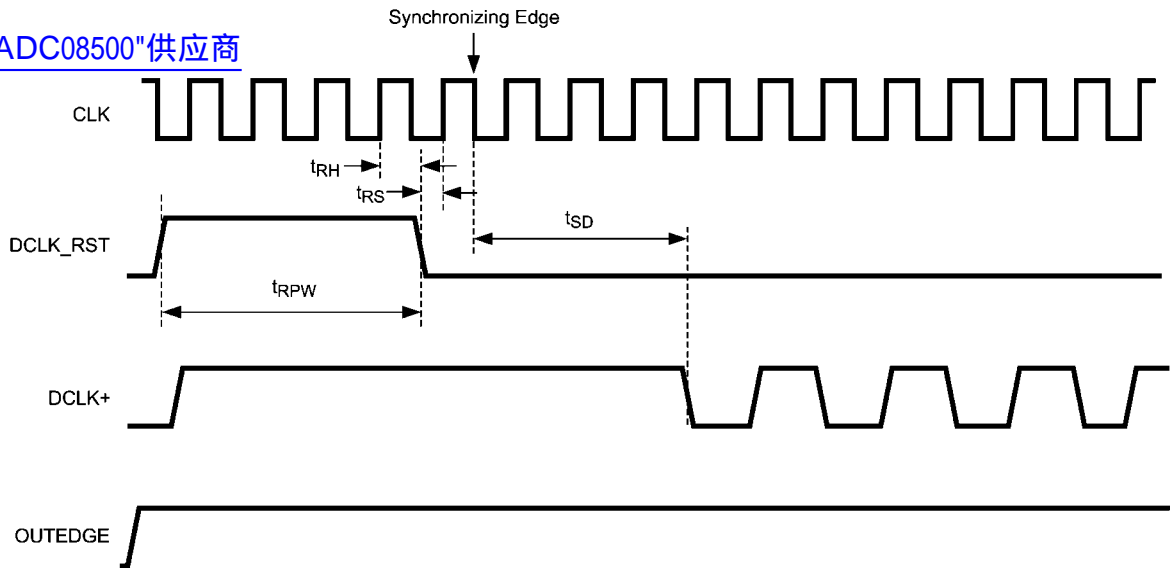 Synchronizing Edge
ADC08500"供应商
CLK
tRH
tRS
DCLK_RST
tSD
tRPW
DCLK+
OUTEDGE